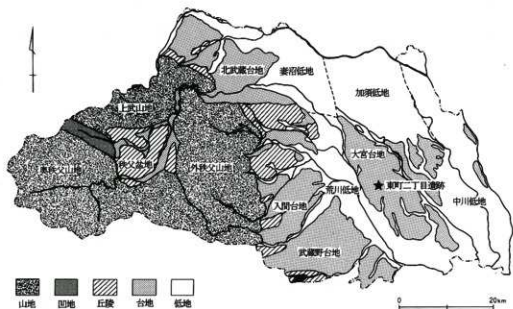 北武蔵台地
妻沼低地
加須低地
上武山地
大宮台地
秩父盆地
外秩父山地
奥秩父山地
荒川低地
東町二丁目遺跡
中川低地
入間台地
武蔵野台地
山地
凹地
丘陵
台地
低地
0
20km